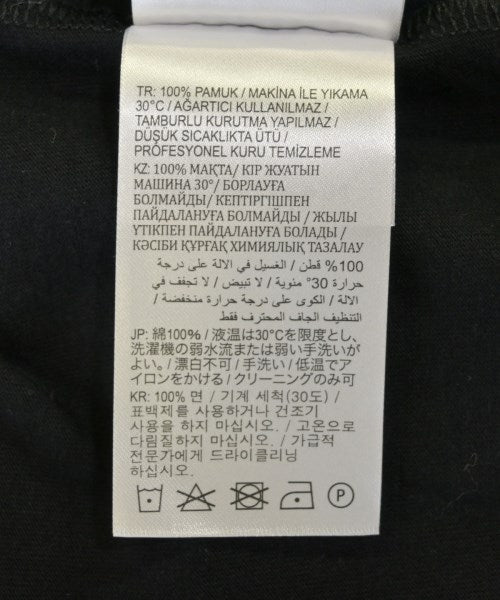 TR: 100% PAMUK / MAKİNA İLE YIKAMA
30°C / AĞARTICI KULLANILMAZ /
TAMBURLU KURUTMA YAPILMAZ /
DÜŞÜK SICAKLIKTA ÜTÜ /
PROFESYONEL KURU TEMİZLEME
KZ: 100% МАҚТА/ КІР ЖУАТЫН
МАШИНА 30°/ БОРЛАУҒА
БОЛМАЙДЫ/ КЕПТІРГІШПЕН
ПАЙДАЛАНУҒА БОЛМАЙДЫ / ЖЫЛЫ
ҮТІКПЕН ПАЙДАЛАНУҒА БОЛАДЫ /
КӘСІБИ ҚҰРҒАҚ ХИМИЯЛЫҚ ТАЗАЛАУ
100% قطن / الغسيل في الالة على درجة
حرارة 30° مئوية / لا تبيض / لا تجفف في
الالة / الكوى على درجة حرارة منخفضة /
التنظيف الجاف المحترف فقط
JP: 綿100% / 液温は30℃を限度とし、
洗濯機の弱水流または弱い手洗いが
よい。/ 漂白不可 / 手洗い / 低温でア
イロンをかける / クリーニングのみ可
KR: 100% 면 / 기계 세척(30도) /
표백제를 사용하거나 건조기
사용을 하지 마십시오. / 고온으로
다림질하지 마십시오. / 가급적
전문가에게 드라이클리닝
하십시오.
P